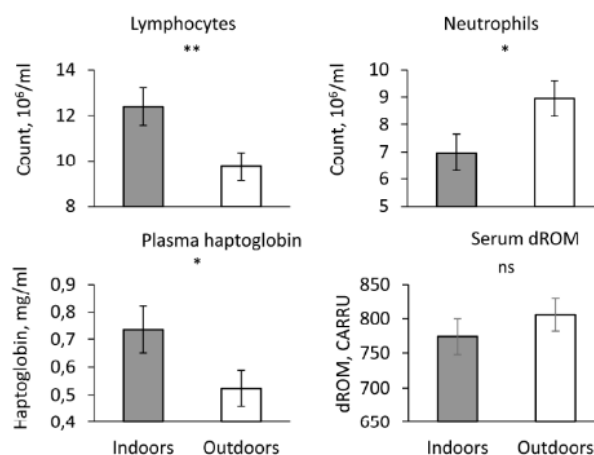 Lymphocytes
**
Count, 10⁶/ml
14
12
10
8
Neutrophils
*
Count, 10⁶/ml
10
9
8
7
6
5
Plasma haptoglobin
*
Haptoglobin, mg/ml
0,9
0,8
0,7
0,6
0,5
0,4
Indoors Outdoors
Serum dROM
ns
dROM, CARRU
850
800
750
700
650
Indoors Outdoors